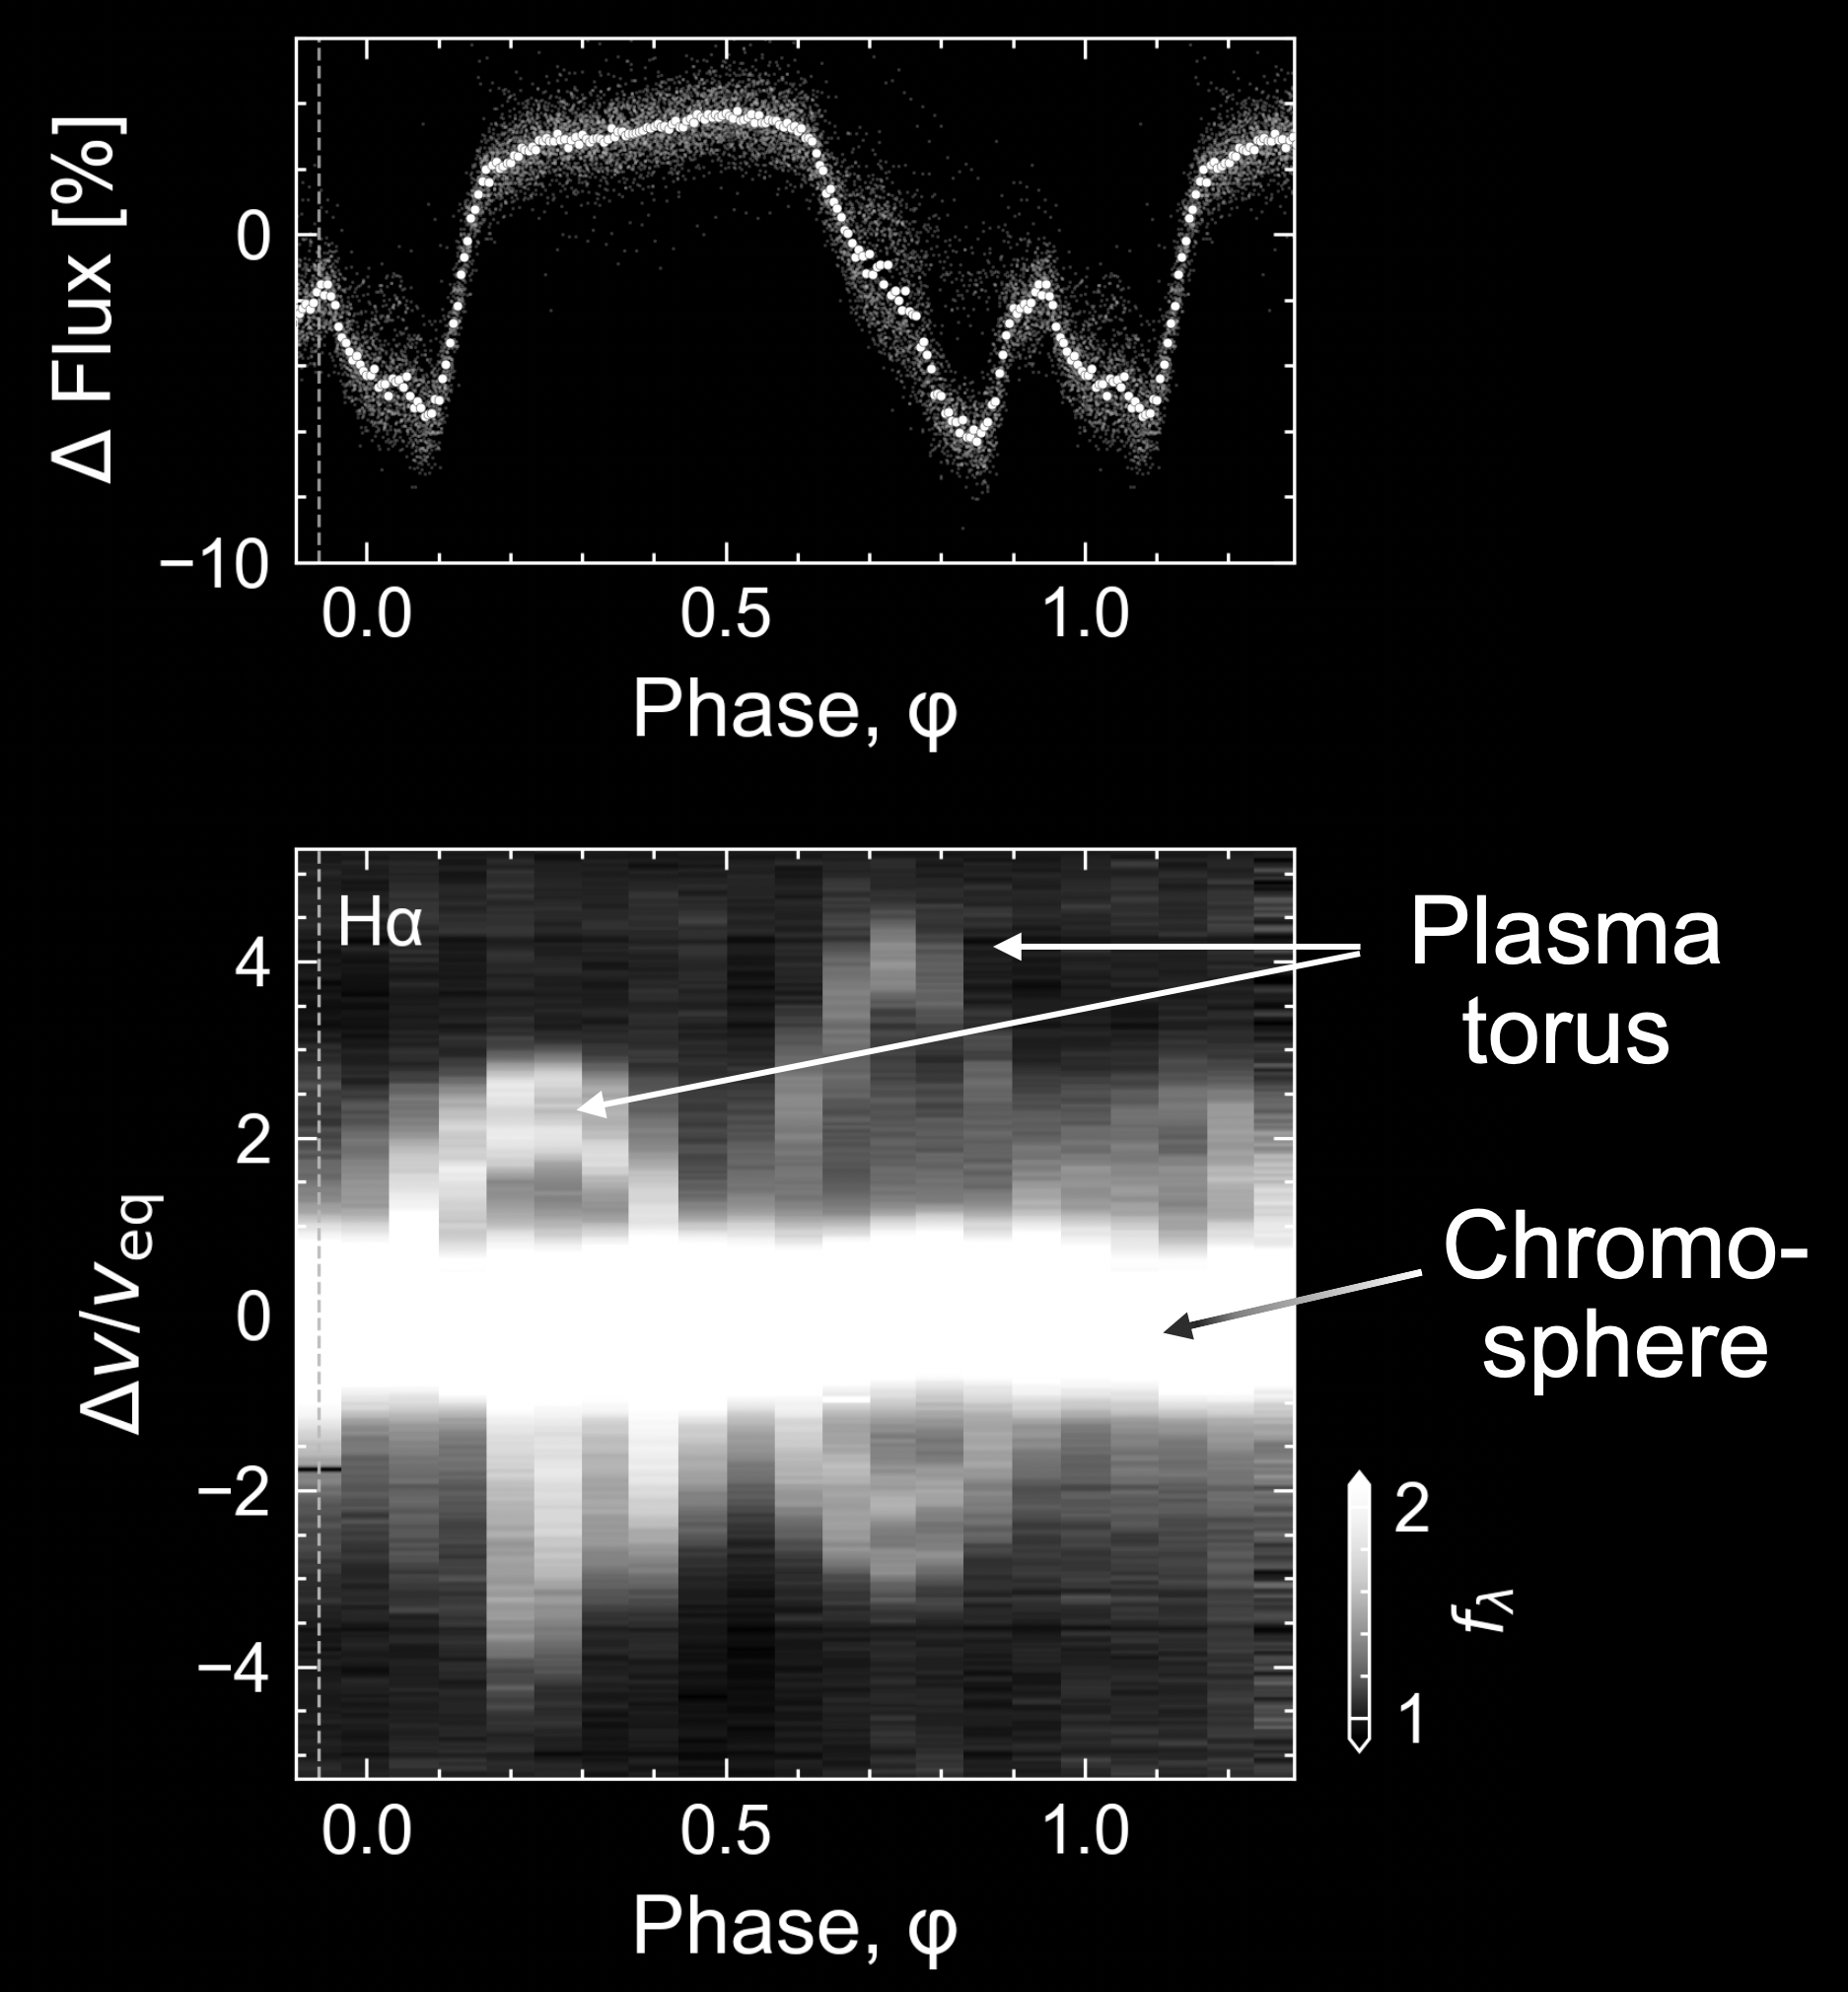 Δ Flux [%]
0
−10
0.0 0.5 1.0
Phase, φ
Hα
Plasma
torus
Chromo-
sphere
Δv/veq
4
2
0
−2
−4
2
1
fλ
0.0 0.5 1.0
Phase, φ